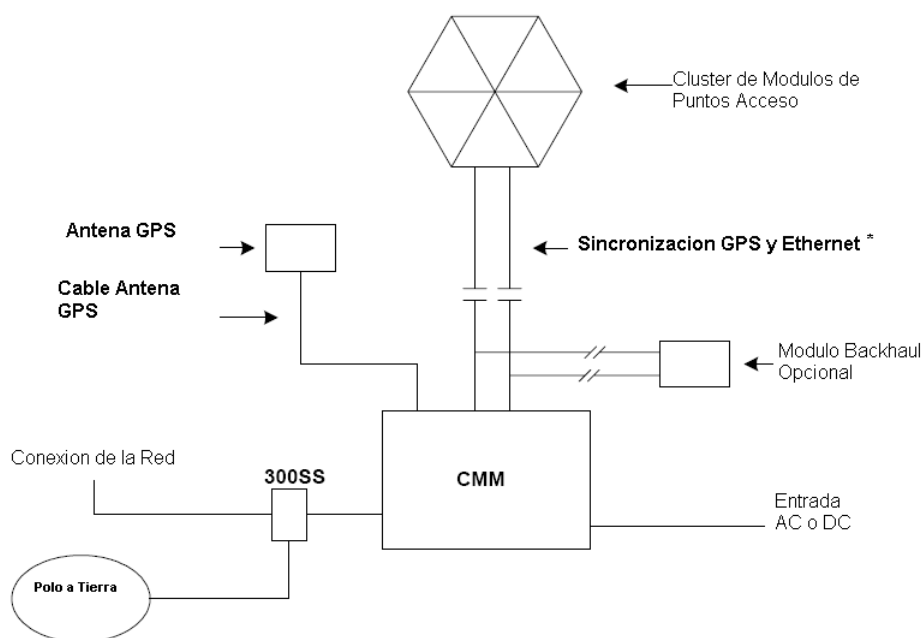 Cluster de Modulos de
Puntos Acceso
Antena GPS
Sincronizacion GPS y Ethernet *
Cable Antena
GPS
Modulo Backhaul
Opcional
Conexion de la Red
300SS
CMM
Entrada
AC o DC
Polo a Tierra